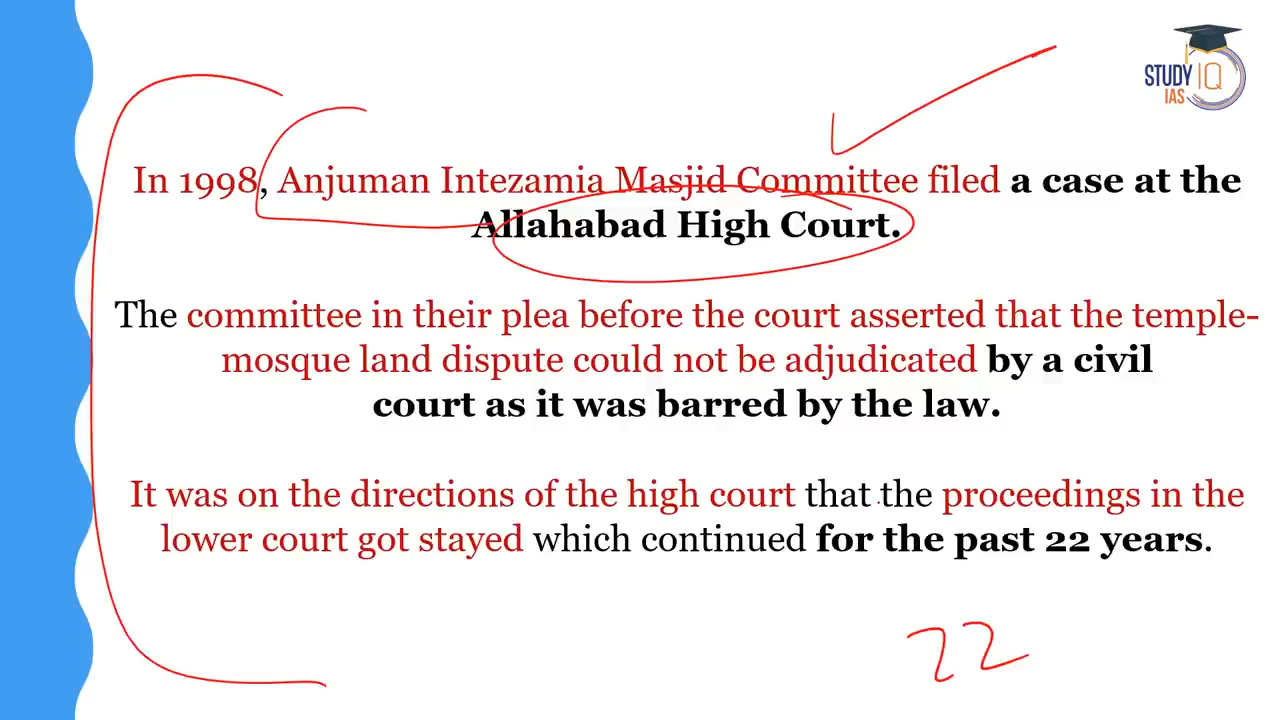 STUDY IQ
IAS
In 1998, Anjuman Intezamia Masjid Committee filed a case at the
Allahabad High Court.
The committee in their plea before the court asserted that the temple-
mosque land dispute could not be adjudicated by a civil
court as it was barred by the law.
It was on the directions of the high court that the proceedings in the
lower court got stayed which continued for the past 22 years.
22